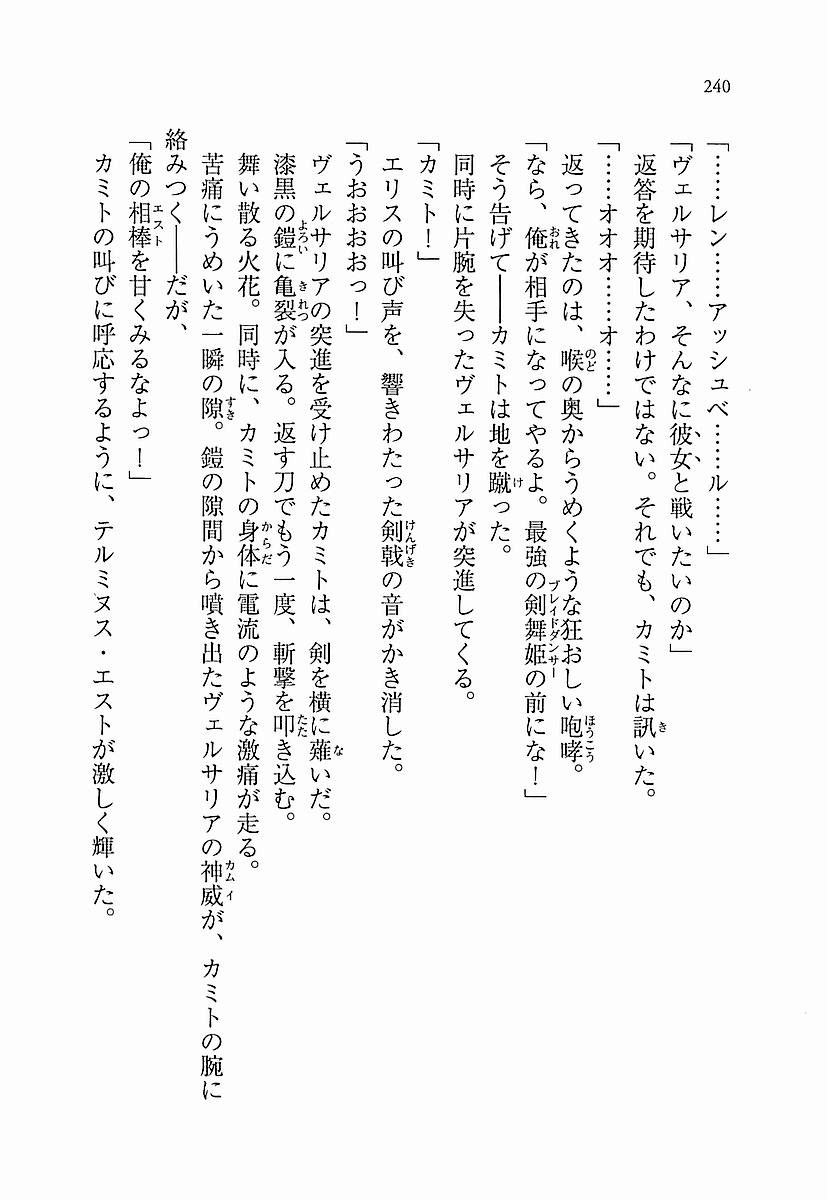 240
「……レン……アッシュベ……ル……」
「ヴェルサリア、そんなに彼女と戦いたいのか」
返答を期待したわけではない。それでも、カミトは訊いた。
「……オオオ……オ……」
返ってきたのは、喉の奥からうめくような狂おしい咆哮。
「なら、俺が相手になってやるよ。最強の剣舞姫の前にな！」
そう告げて――カミトは地を蹴った。
同時に片腕を失ったヴェルサリアが突進してくる。
「カミト！」
エリスの叫び声を、響きわたった剣戟の音がかき消した。
「うおおおおっ！」
ヴェルサリアの突進を受け止めたカミトは、剣を横に薙いだ。
漆黒の鎧に亀裂が入る。返す刀でもう一度、斬撃を叩き込む。
舞い散る火花。同時に、カミトの身体に電流のような激痛が走る。
苦痛にうめいた一瞬の隙。鎧の隙間から噴き出たヴェルサリアの神威が、カミトの腕に
絡みつく――だが、
「俺の相棒を甘くみるなよっ！」
カミトの叫びに呼応するように、テルミヌス・エストが激しく輝いた。